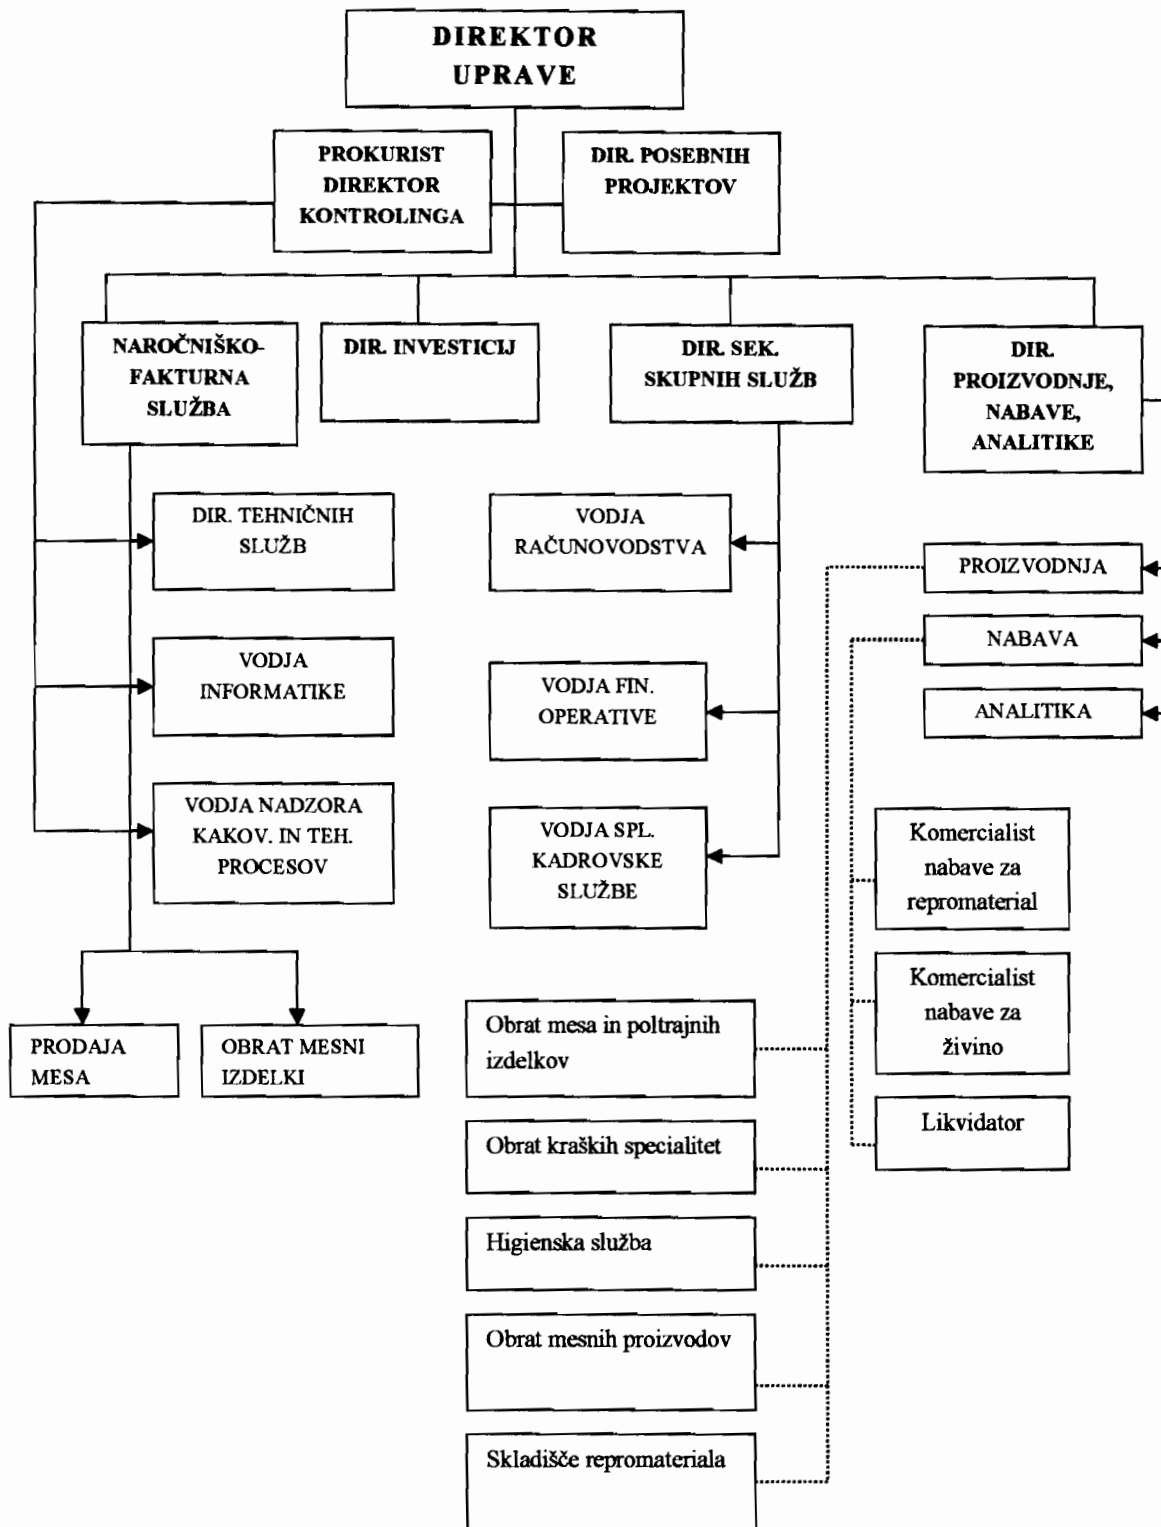 DIREKTOR
UPRAVE
PROKURIST
DIREKTOR
KONTROLINGA
DIR. POSEBNIH
PROJEKTOV
NAROČNIŠKO-
FAKTURNA
SLUŽBA
DIR. INVESTICIJ
DIR. SEK.
SKUPNIH SLUŽB
DIR.
PROIZVODNJE,
NABAVE,
ANALITIKE
DIR. TEHNIČNIH
SLUŽB
VODJA
RAČUNOVODSTVA
PROIZVODNJA
NABAVA
ANALITIKA
VODJA
INFORMATIKE
VODJA FIN.
OPERATIVE
VODJA NADZORA
KAKOV. IN TEH.
PROCESOV
VODJA SPL.
KADROVSKE
SLUŽBE
Komercialist
nabave za
repromaterial
Komercialist
nabave za
živino
Likvidator
PRODAJA
MESA
OBRAT MESNI
IZDELKI
Obrat mesa in poltrajnih
izdelkov
Obrat kraških specialitet
Higienska služba
Obrat mesnih proizvodov
Skladišče repromateriala